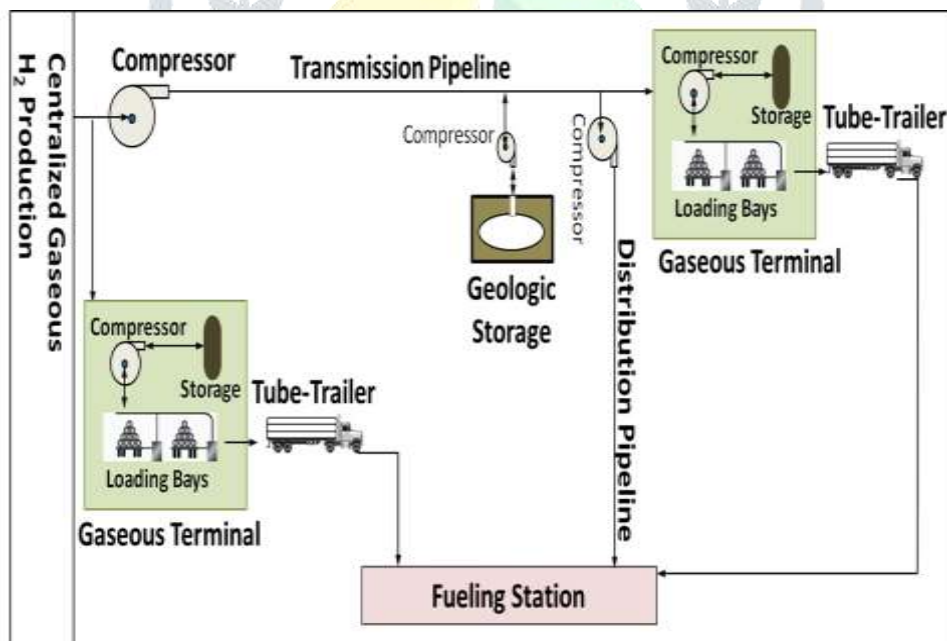 Centralized Gaseous
H₂ Production
Compressor
Transmission Pipeline
Compressor
Storage
Loading Bays
Gaseous Terminal
Tube-Trailer
Compressor
Geologic
Storage
Compressor
Distribution Pipeline
Compressor
Storage
Loading Bays
Gaseous Terminal
Tube-Trailer
Fueling Station